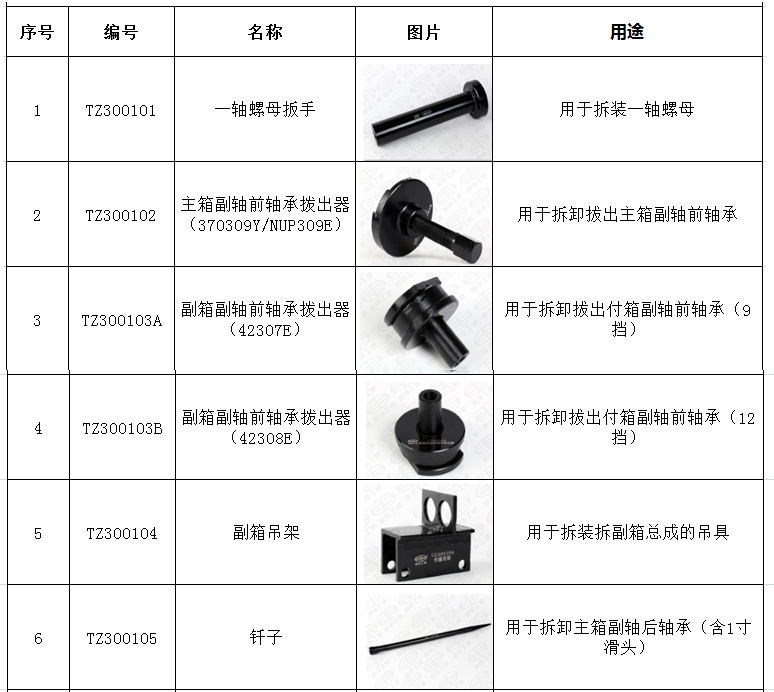 序号 编号 名称 图片 用途
1 TZ300101 一轴螺母扳手 用于拆装一轴螺母
2 TZ300102 主箱副轴前轴承拨出器
（370309Y/NUP309E） 用于拆卸拔出主箱副轴前轴承
3 TZ300103A 副箱副轴前轴承拨出器
（42307E） 用于拆卸拔出付箱副轴前轴承（9
挡）
4 TZ300103B 副箱副轴前轴承拨出器
（42308E） 用于拆卸拔出付箱副轴前轴承（12
挡）
5 TZ300104 副箱吊架 用于拆装拆副箱总成的吊具
TZ300104
6 TZ300105 钎子 用于拆卸主箱副轴后轴承（含1寸
滑头）